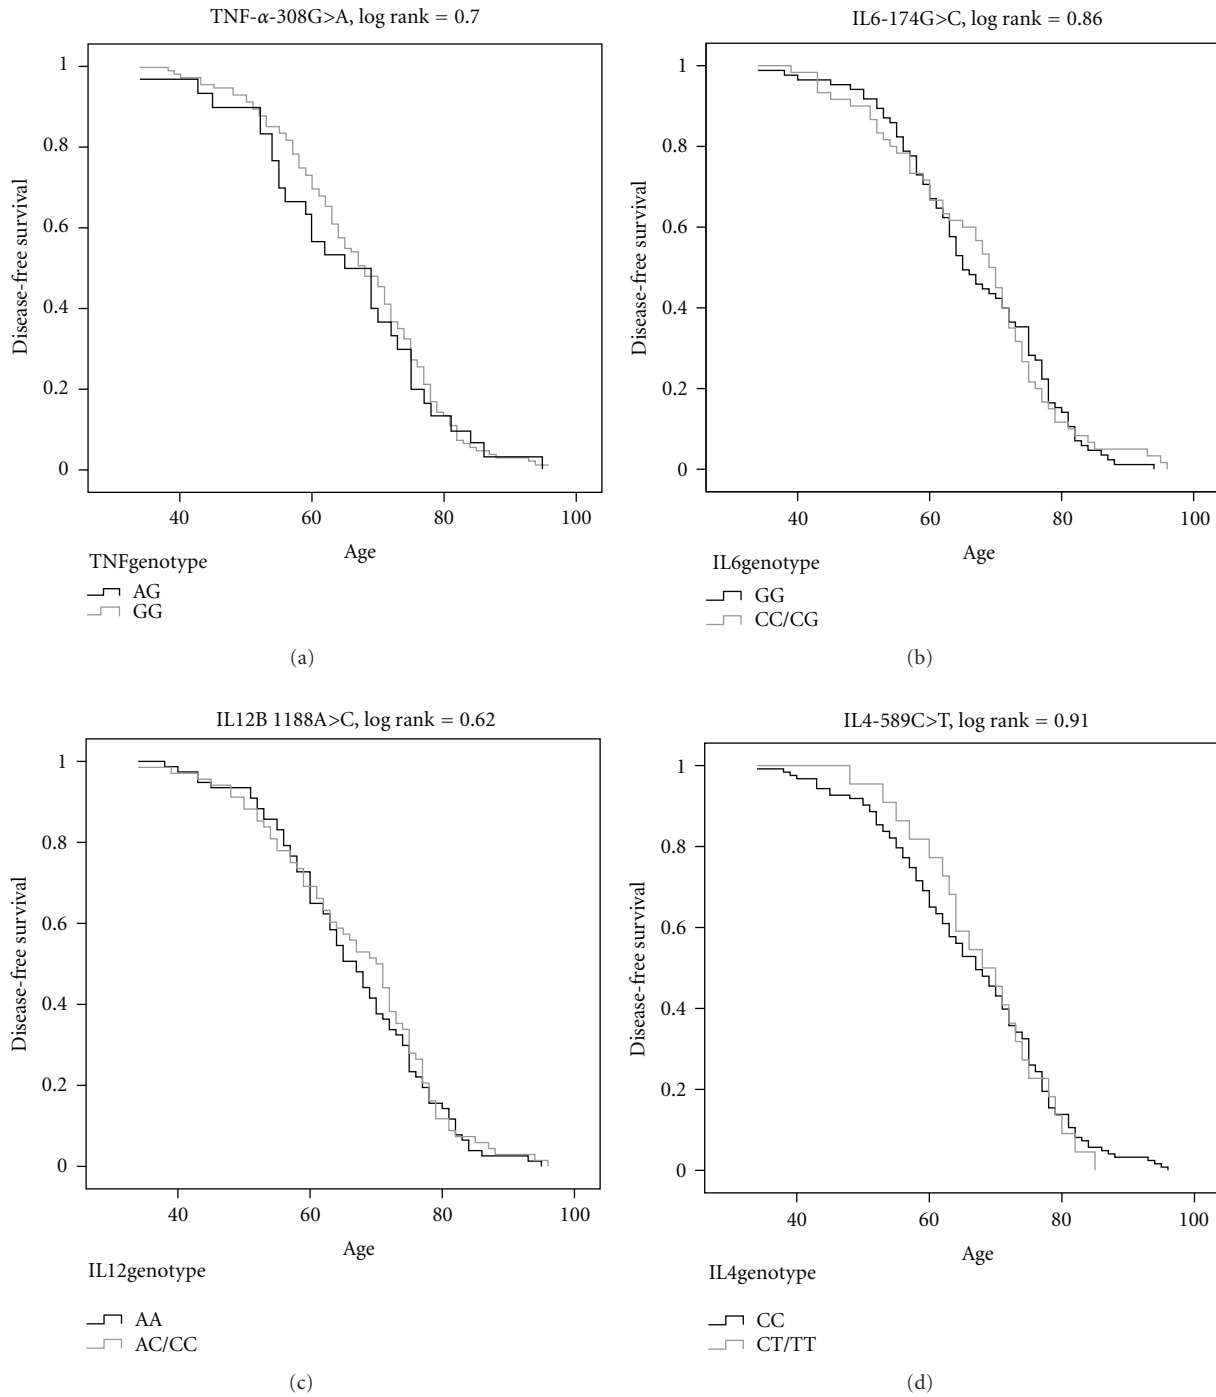 TNF-α-308G>A, log rank = 0.7
1
0.8
0.6
0.4
0.2
0
Disease-free survival
40 60 80 100
Age
TNFgenotype
AG
GG
(a)
IL6-174G>C, log rank = 0.86
1
0.8
0.6
0.4
0.2
0
Disease-free survival
40 60 80 100
Age
IL6genotype
GG
CC/CG
(b)
IL12B 1188A>C, log rank = 0.62
1
0.8
0.6
0.4
0.2
0
Disease-free survival
40 60 80 100
Age
IL12genotype
AA
AC/CC
(c)
IL4-589C>T, log rank = 0.91
1
0.8
0.6
0.4
0.2
0
Disease-free survival
40 60 80 100
Age
IL4genotype
CC
CT/TT
(d)